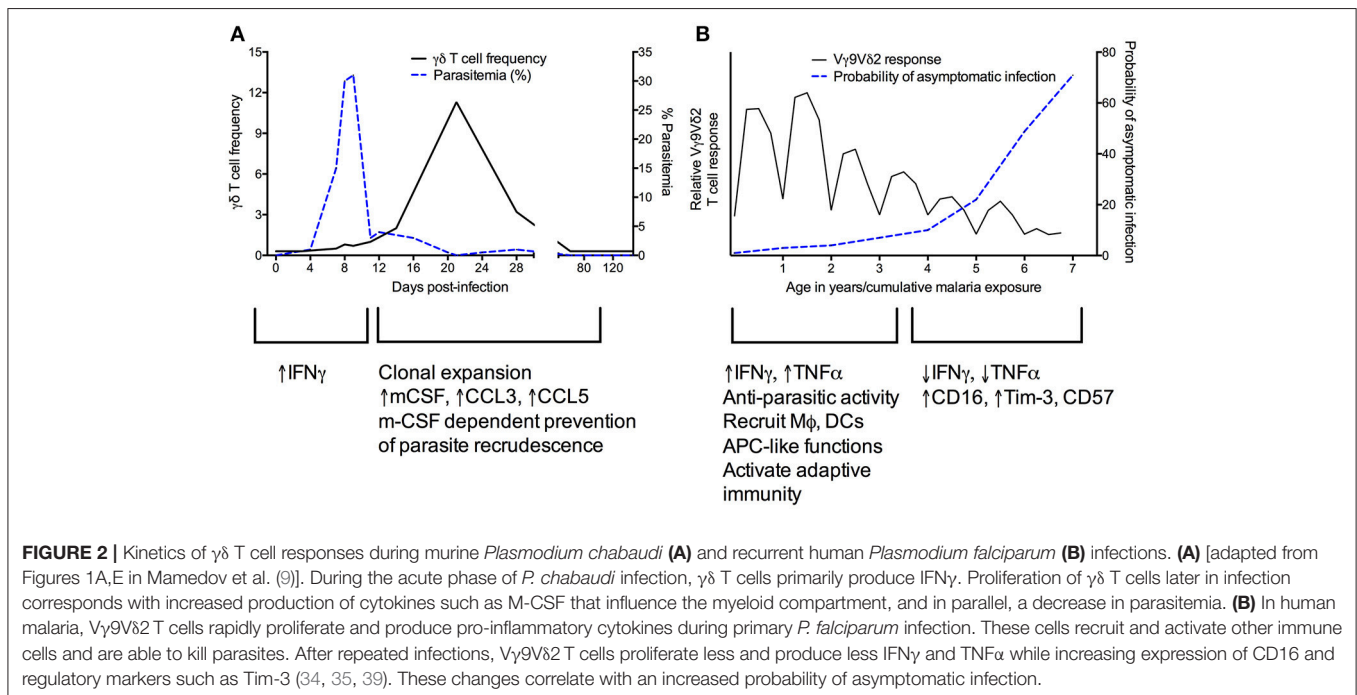 A
γδ T cell frequency
Parasitemia (%)
15
12
9
6
3
0
γδ T cell frequency
35
30
25
20
15
10
5
0
% Parasitemia
0 4 8 12 16 20 24 28 80 120
Days post-infection
↑IFNγ
Clonal expansion
↑mCSF, ↑CCL3, ↑CCL5
m-CSF dependent prevention
of parasite recrudescence
B
Vγ9Vδ2 response
Probability of asymptomatic infection
Relative Vγ9Vδ2
T cell response
80
60
40
20
0
Probability of asymptomatic infection
1 2 3 4 5 6 7
Age in years/cumulative malaria exposure
↑IFNγ, ↑TNFα
Anti-parasitic activity
Recruit Mϕ, DCs
APC-like functions
Activate adaptive
immunity
↓IFNγ, ↓TNFα
↑CD16, ↑Tim-3, CD57
FIGURE 2 | Kinetics of γδ T cell responses during murine Plasmodium chabaudi (A) and recurrent human Plasmodium falciparum (B) infections. (A) [adapted from
Figures 1A,E in Mamedov et al. (9)]. During the acute phase of P. chabaudi infection, γδ T cells primarily produce IFNγ. Proliferation of γδ T cells later in infection
corresponds with increased production of cytokines such as M-CSF that influence the myeloid compartment, and in parallel, a decrease in parasitemia. (B) In human
malaria, Vγ9Vδ2 T cells rapidly proliferate and produce pro-inflammatory cytokines during primary P. falciparum infection. These cells recruit and activate other immune
cells and are able to kill parasites. After repeated infections, Vγ9Vδ2 T cells proliferate less and produce less IFNγ and TNFα while increasing expression of CD16 and
regulatory markers such as Tim-3 (34, 35, 39). These changes correlate with an increased probability of asymptomatic infection.